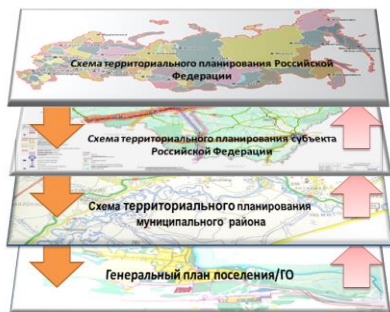 Схема территориального планирования Российской
Федерации
Схема территориального планирования субъекта
Российской Федерации
Схема территориального планирования
муниципального района
Генеральный план поселения/ГО